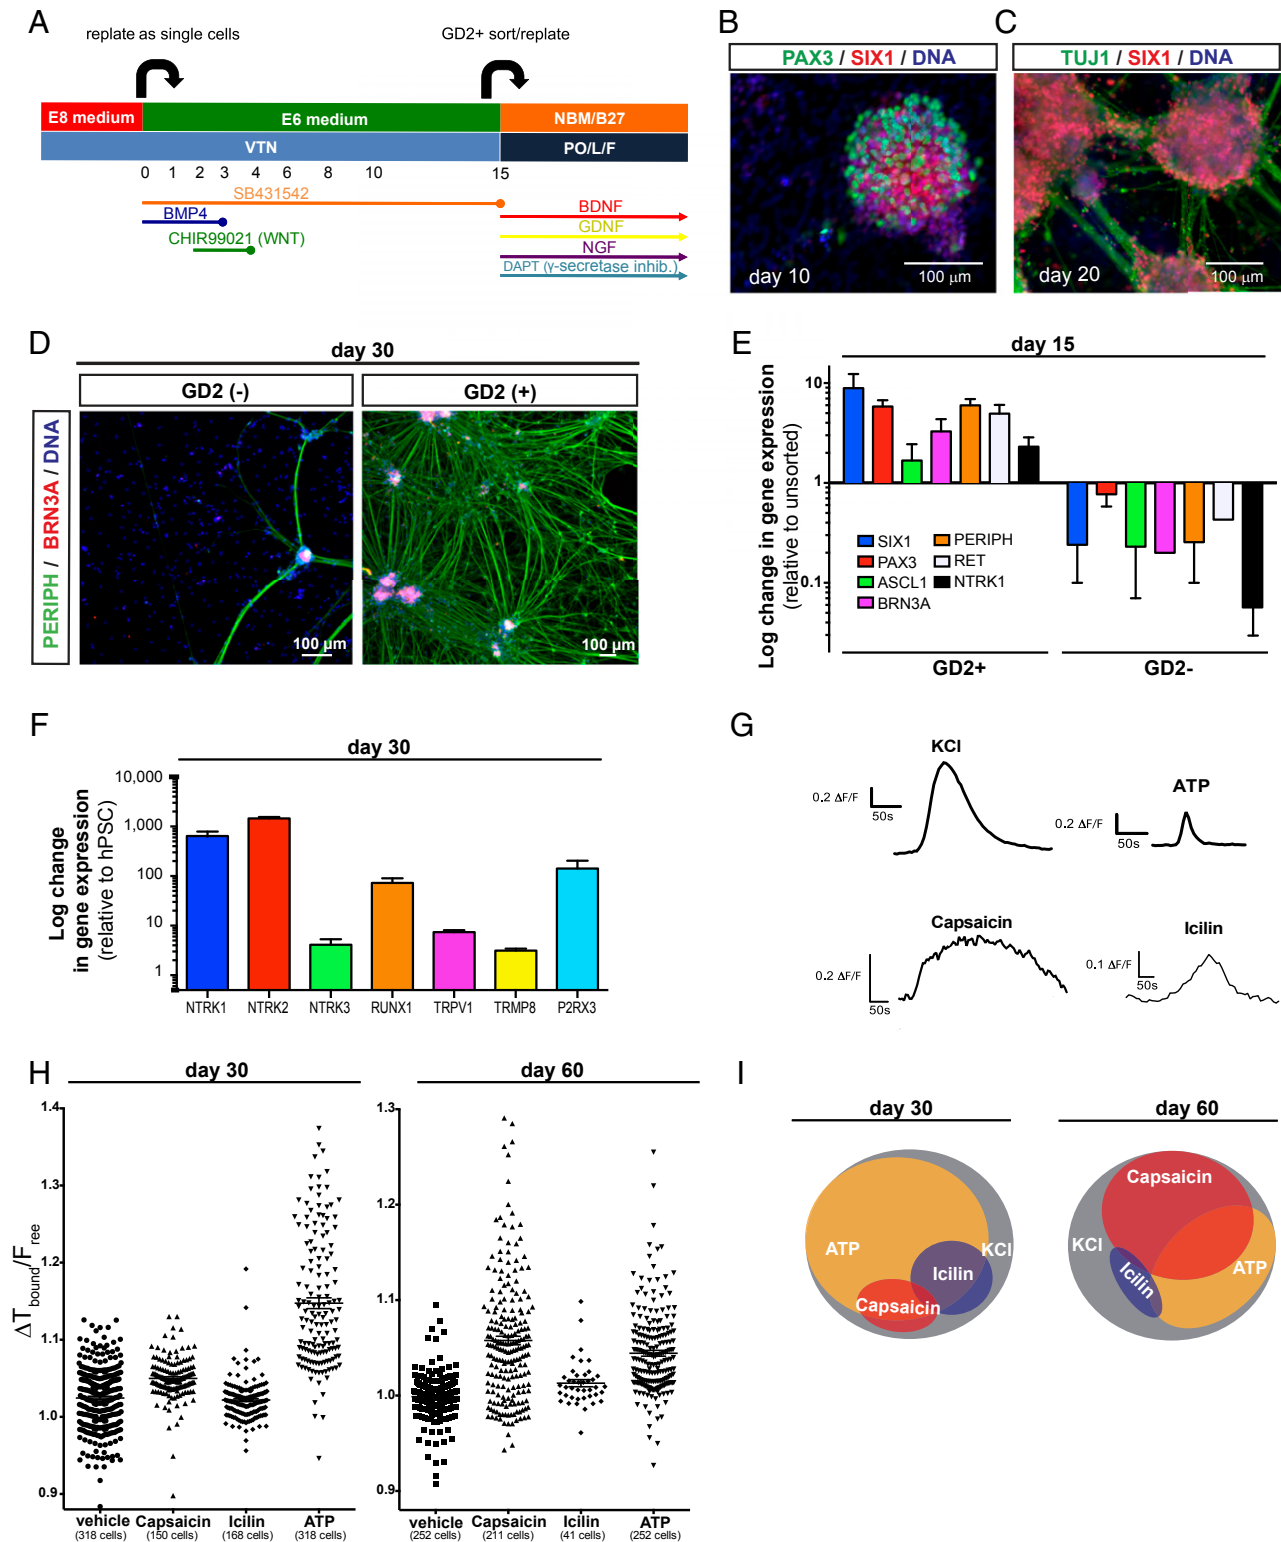 A
replate as single cells
GD2+ sort/replate
E8 medium
E6 medium
NBM/B27
VTN
PO/L/F
0 1 2 3 4 6 8 10 15
SB431542
BMP4
CHIR99021 (WNT)
BDNF
GDNF
NGF
DAPT (γ-secretase inhib.)
B
PAX3 / SIX1 / DNA
day 10
100 μm
C
TUJ1 / SIX1 / DNA
day 20
100 μm
D
day 30
GD2 (-)
GD2 (+)
PERIPH / BRN3A / DNA
100 μm
100 μm
E
day 15
Log change in gene expression
(relative to unsorted)
10
1
0.1
SIX1
PAX3
ASCL1
BRN3A
PERIPH
RET
NTRK1
GD2+
GD2-
F
day 30
Log change
in gene expression
(relative to hPSC)
10,000
1,000
100
10
1
NTRK1 NTRK2 NTRK3 RUNX1 TRPV1 TRMP8 P2RX3
G
KCl
0.2 ΔF/F
50s
ATP
0.2 ΔF/F
50s
Capsaicin
0.2 ΔF/F
50s
Icilin
0.1 ΔF/F
50s
H
day 30
day 60
ΔTbound/Free
1.4
1.3
1.2
1.1
1.0
0.9
vehicle Capsaicin Icilin ATP
(318 cells) (150 cells) (168 cells) (318 cells)
1.3
1.2
1.1
1.0
0.9
vehicle Capsaicin Icilin ATP
(252 cells) (211 cells) (41 cells) (252 cells)
I
day 30
ATP
KCl
Icilin
Capsaicin
day 60
Capsaicin
KCl
Icilin
ATP